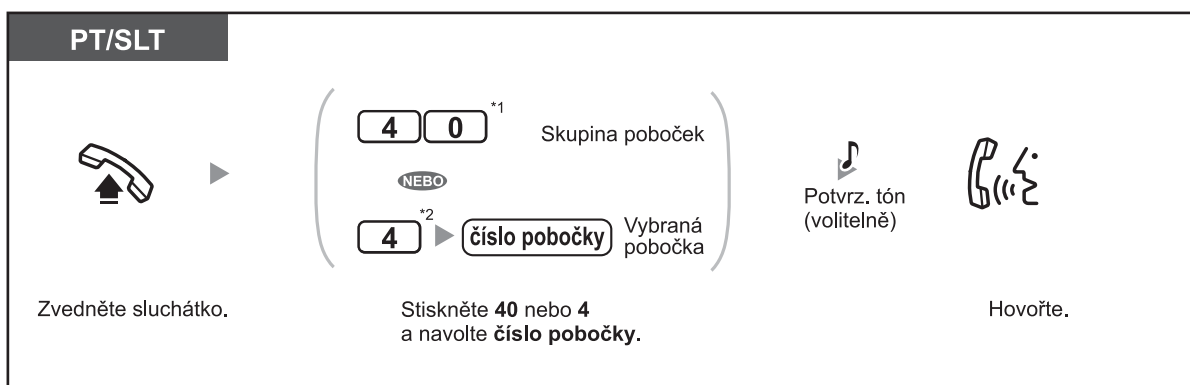 PT/SLT
4 0 *1 Skupina poboček
NEBO
4 *2 číslo pobočky Vybraná
pobočka
Potvrz. tón
(volitelně)
Zvedněte sluchátko.
Stiskněte 40 nebo 4
a navolte číslo pobočky.
Hovořte.